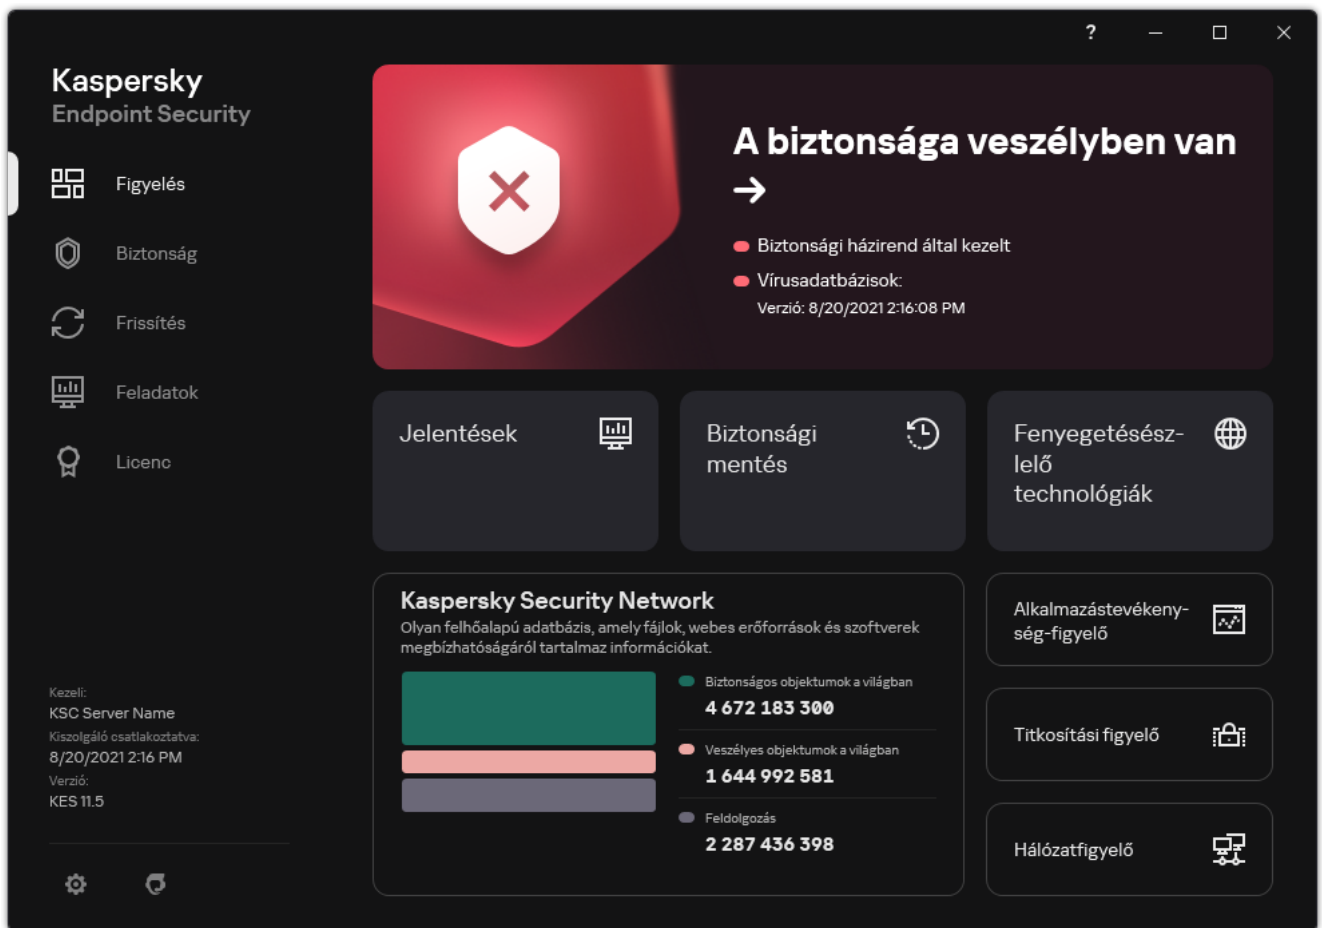 ?
Kaspersky
Endpoint Security
Figyelés
Biztonság
Frissítés
Feladatok
Licenc
Kezeli:
KSC Server Name
Kiszolgáló csatlakoztatva:
8/20/2021 2:16 PM
Verzió:
KES 11.5
A biztonsága veszélyben van
→
Biztonsági házirend által kezelt
Vírusadatbázisok:
Verzió: 8/20/2021 2:16:08 PM
Jelentések
Biztonsági
mentés
Fenyegetésész-
lelő
technológiák
Kaspersky Security Network
Olyan felhőalapú adatbázis, amely fájlok, webes erőforrások és szoftverek
megbízhatóságáról tartalmaz információkat.
Biztonságos objektumok a világban
4 672 183 300
Veszélyes objektumok a világban
1 644 992 581
Feldolgozás
2 287 436 398
Alkalmazástevékeny-
ség-figyelő
Titkosítási figyelő
Hálózatfigyelő